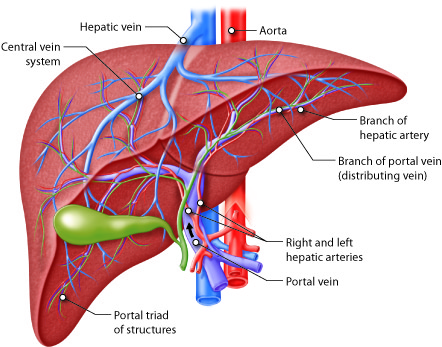 Hepatic vein
Aorta
Central vein
system
Branch of
hepatic artery
Branch of portal vein
(distributing vein)
Right and left
hepatic arteries
Portal vein
Portal triad
of structures